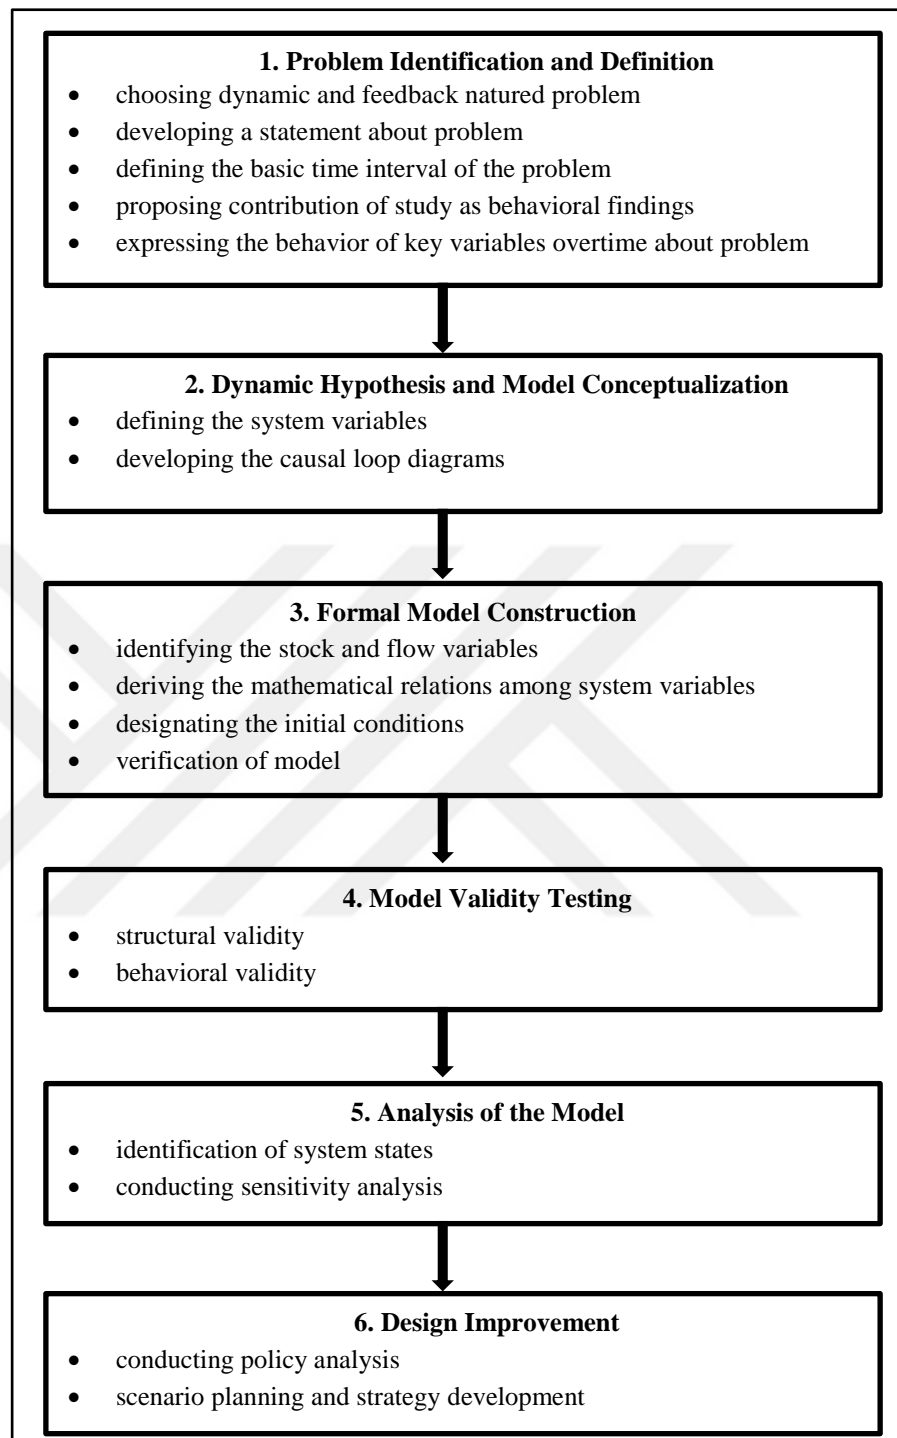 1. Problem Identification and Definition
• choosing dynamic and feedback natured problem
• developing a statement about problem
• defining the basic time interval of the problem
• proposing contribution of study as behavioral findings
• expressing the behavior of key variables overtime about problem
2. Dynamic Hypothesis and Model Conceptualization
• defining the system variables
• developing the causal loop diagrams
3. Formal Model Construction
• identifying the stock and flow variables
• deriving the mathematical relations among system variables
• designating the initial conditions
• verification of model
4. Model Validity Testing
• structural validity
• behavioral validity
5. Analysis of the Model
• identification of system states
• conducting sensitivity analysis
6. Design Improvement
• conducting policy analysis
• scenario planning and strategy development